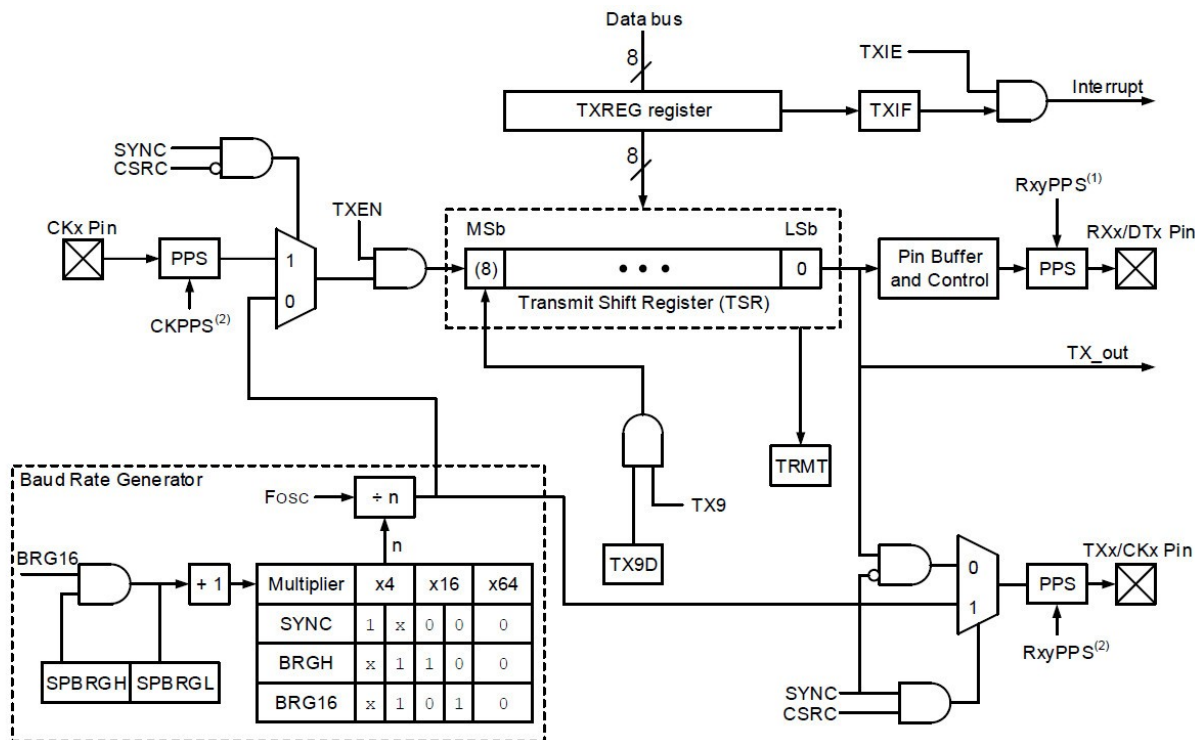 Data bus
8
TXIE
Interrupt
TXREG register
TXIF
SYNC
CSRC
8
RxyPPS(1)
TXEN
MSb
LSb
CKx Pin
RXx/DTx Pin
PPS
1
(8)
• • •
0
Pin Buffer
and Control
PPS
0
Transmit Shift Register (TSR)
CKPPS(2)
TX_out
TRMT
Baud Rate Generator
FOSC
÷ n
TX9
n
TX9D
BRG16
+ 1
Multiplier x4 x16 x64
SYNC 1 x 0 0 0
BRGH x 1 1 0 0
BRG16 x 1 0 1 0
SPBRGH SPBRGL
TXx/CKx Pin
0
PPS
1
RxyPPS(2)
SYNC
CSRC